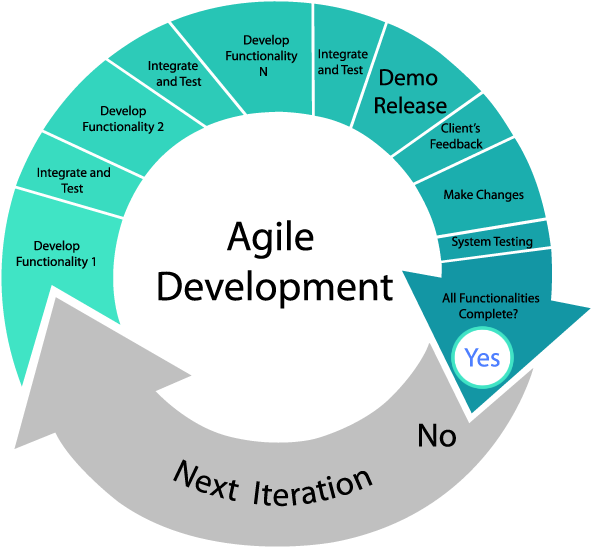 Develop
Functionality 1
Integrate and
Test
Develop
Functionality 2
Integrate
and Test
Develop
Functionality
N
Integrate
and Test
Demo
Release
Client's
Feedback
Make Changes
System Testing
All Functionalities
Complete?
Yes
No
Next Iteration
Agile
Development